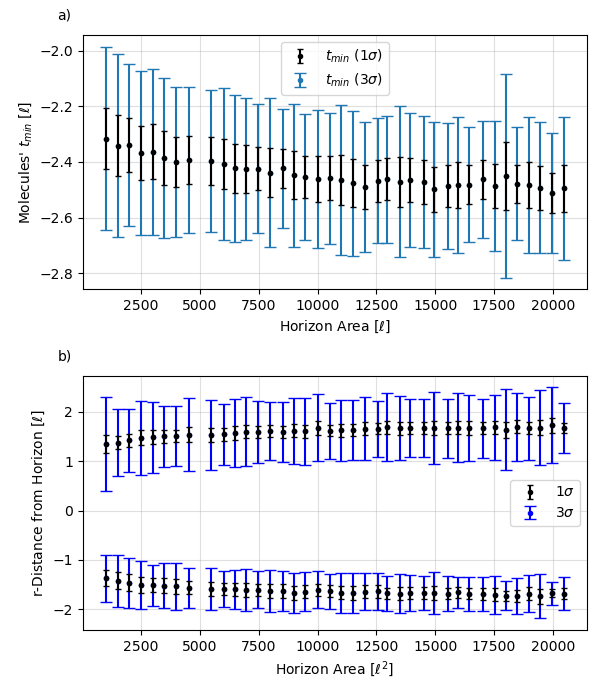 a)
−2.0
−2.2
−2.4
−2.6
−2.8
Molecules' t_min [ℓ]
t_min (1σ)
t_min (3σ)
2500 5000 7500 10000 12500 15000 17500 20000
Horizon Area [ℓ]
b)
2
1
0
−1
−2
r-Distance from Horizon [ℓ]
1σ
3σ
2500 5000 7500 10000 12500 15000 17500 20000
Horizon Area [ℓ²]